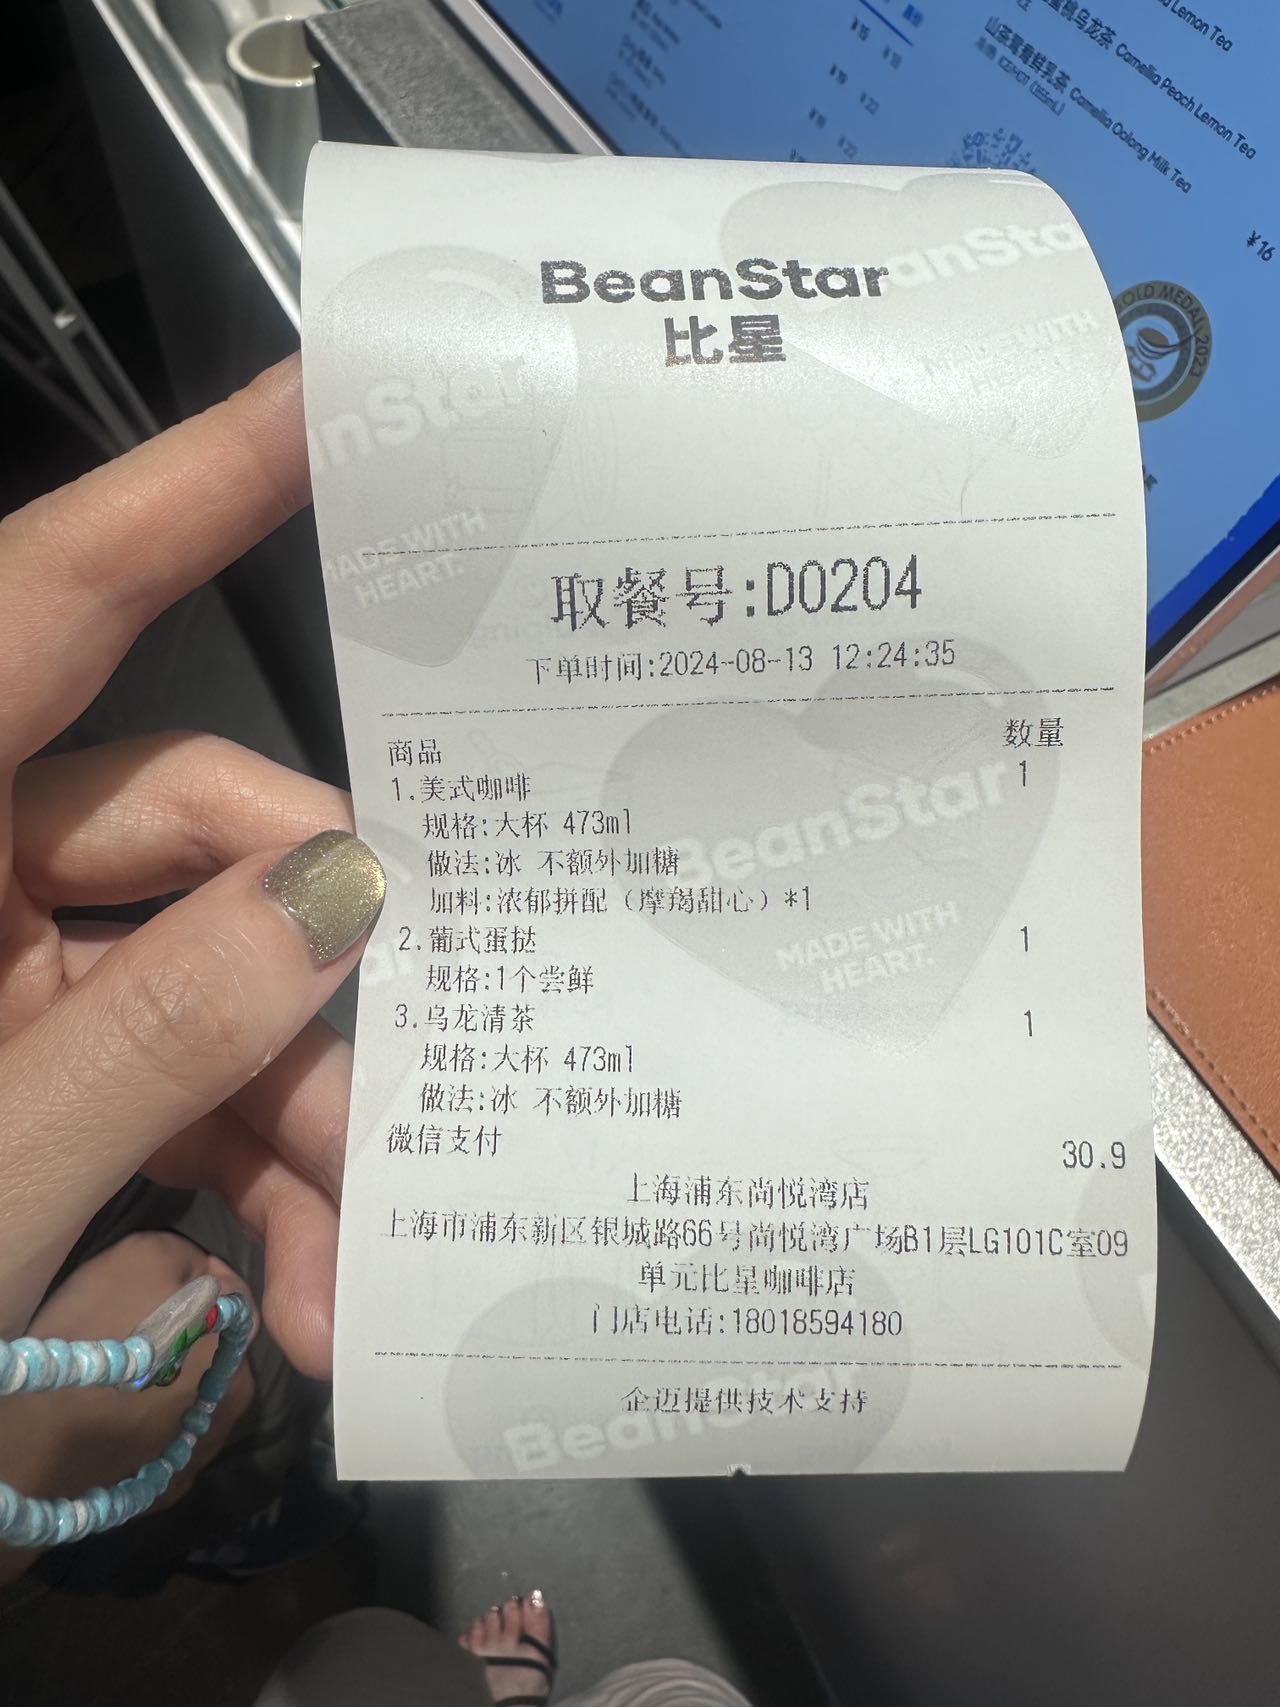 Lemon Tea
Camellia Peach Lemon Tea
Camellia Oolong Milk Tea
¥16
GOLD MEDAL 2023
BeanStar
比星
取餐号:D0204
下单时间:2024-08-13 12:24:35
商品 数量
1.美式咖啡 1
规格:大杯 473ml
做法:冰 不额外加糖
加料:浓郁拼配（摩羯甜心）*1
2.葡式蛋挞 1
规格:1个尝鲜
3.乌龙清茶 1
规格:大杯 473ml
做法:冰 不额外加糖
微信支付 30.9
上海浦东尚悦湾店
上海市浦东新区银城路66号尚悦湾广场B1层LG101C室09
单元比星咖啡店
门店电话:18018594180
企迈提供技术支持
BeanStar
MADE WITH
HEART.
BeanStar
MADE WITH
HEART.
BeanStar